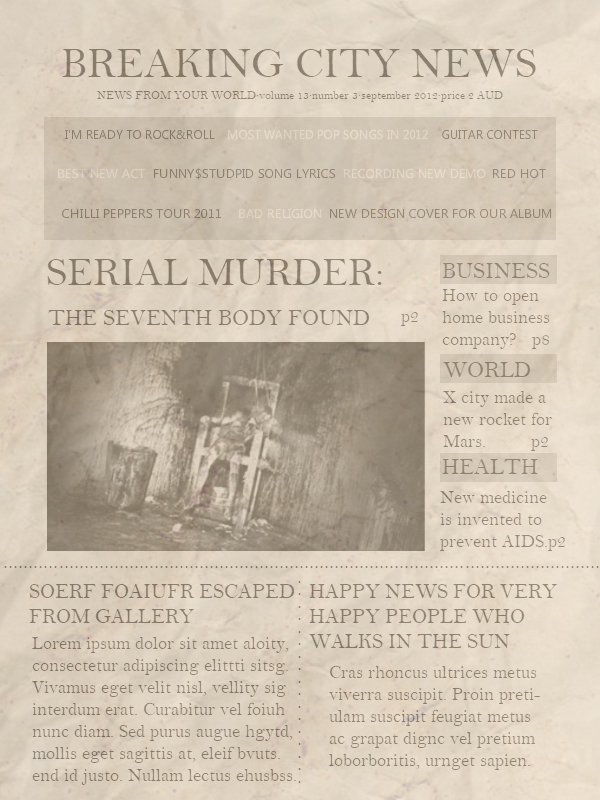 BREAKING CITY NEWS
NEWS FROM YOUR WORLD·volume 13·number 3·september 2012·price 2 AUD
I'M READY TO ROCK&ROLL MOST WANTED POP SONGS IN 2012 GUITAR CONTEST
BEST NEW ACT FUNNY$STUDPID SONG LYRICS RECORDING NEW DEMO RED HOT
CHILLI PEPPERS TOUR 2011 BAD RELIGION NEW DESIGN COVER FOR OUR ALBUM
SERIAL MURDER:
THE SEVENTH BODY FOUND p2
BUSINESS
How to open
home business
company? p8
WORLD
X city made a
new rocket for
Mars. p2
HEALTH
New medicine
is invented to
prevent AIDS.p2
SOERF FOAIUFR ESCAPED
FROM GALLERY
Lorem ipsum dolor sit amet aloity,
consectetur adipiscing elittti sitsg.
Vivamus eget velit nisl, vellity sig
interdum erat. Curabitur vel foiuh
nunc diam. Sed purus augue hgytd,
mollis eget sagittis at, eleif bvuts.
end id justo. Nullam lectus ehusbss.
HAPPY NEWS FOR VERY
HAPPY PEOPLE WHO
WALKS IN THE SUN
Cras rhoncus ultrices metus
viverra suscipit. Proin preti-
ulam suscipit feugiat metus
ac grapat dignc vel pretium
loborboritis, urnget sapien.